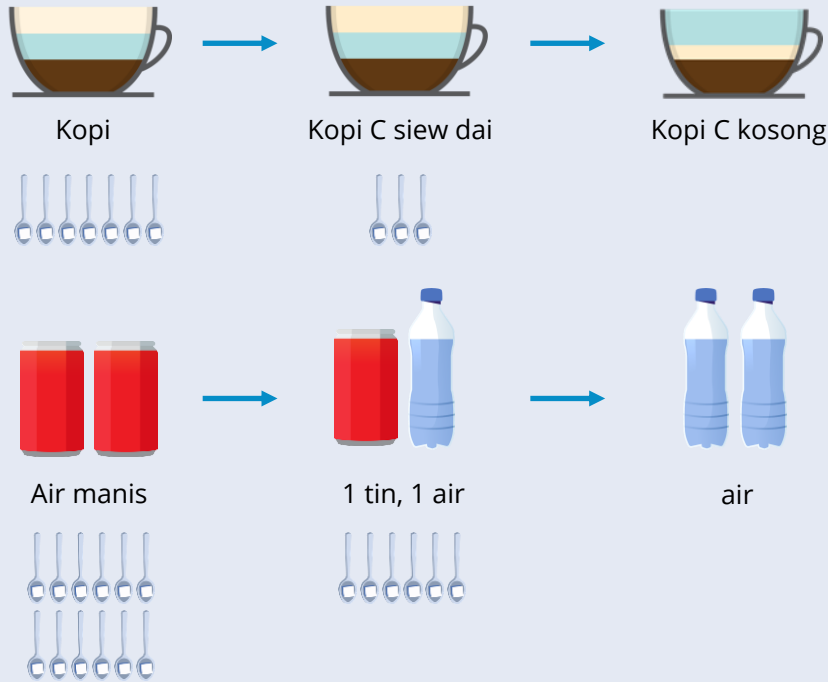 Kopi
Kopi C siew dai
Kopi C kosong
Air manis
1 tin, 1 air
air